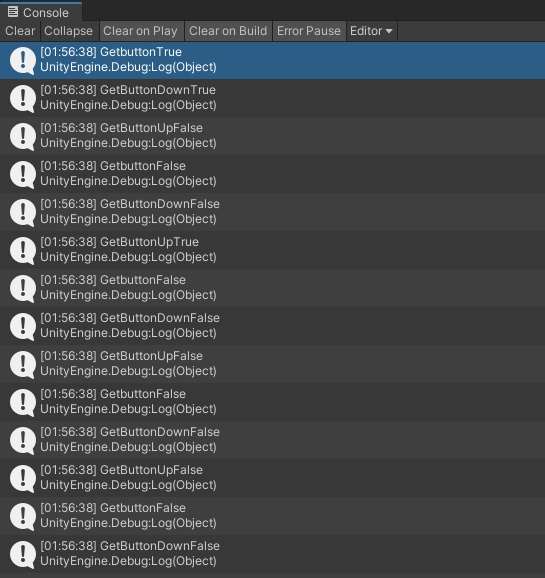 Console
Clear Collapse Clear on Play Clear on Build Error Pause Editor
[01:56:38] GetbuttonTrue
UnityEngine.Debug:Log(Object)
[01:56:38] GetButtonDownTrue
UnityEngine.Debug:Log(Object)
[01:56:38] GetButtonUpFalse
UnityEngine.Debug:Log(Object)
[01:56:38] GetbuttonFalse
UnityEngine.Debug:Log(Object)
[01:56:38] GetButtonDownFalse
UnityEngine.Debug:Log(Object)
[01:56:38] GetButtonUpTrue
UnityEngine.Debug:Log(Object)
[01:56:38] GetbuttonFalse
UnityEngine.Debug:Log(Object)
[01:56:38] GetButtonDownFalse
UnityEngine.Debug:Log(Object)
[01:56:38] GetButtonUpFalse
UnityEngine.Debug:Log(Object)
[01:56:38] GetbuttonFalse
UnityEngine.Debug:Log(Object)
[01:56:38] GetButtonDownFalse
UnityEngine.Debug:Log(Object)
[01:56:38] GetButtonUpFalse
UnityEngine.Debug:Log(Object)
[01:56:38] GetbuttonFalse
UnityEngine.Debug:Log(Object)
[01:56:38] GetButtonDownFalse
UnityEngine.Debug:Log(Object)